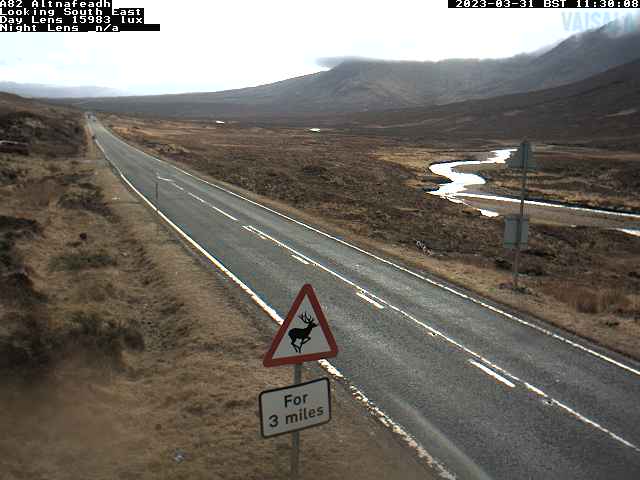 A82 Altnafeadh
Looking South East
Day Lens 15983 lux
Night Lens n/a
2023-03-31 BST 11:30:08
VAISALA
For
3 miles